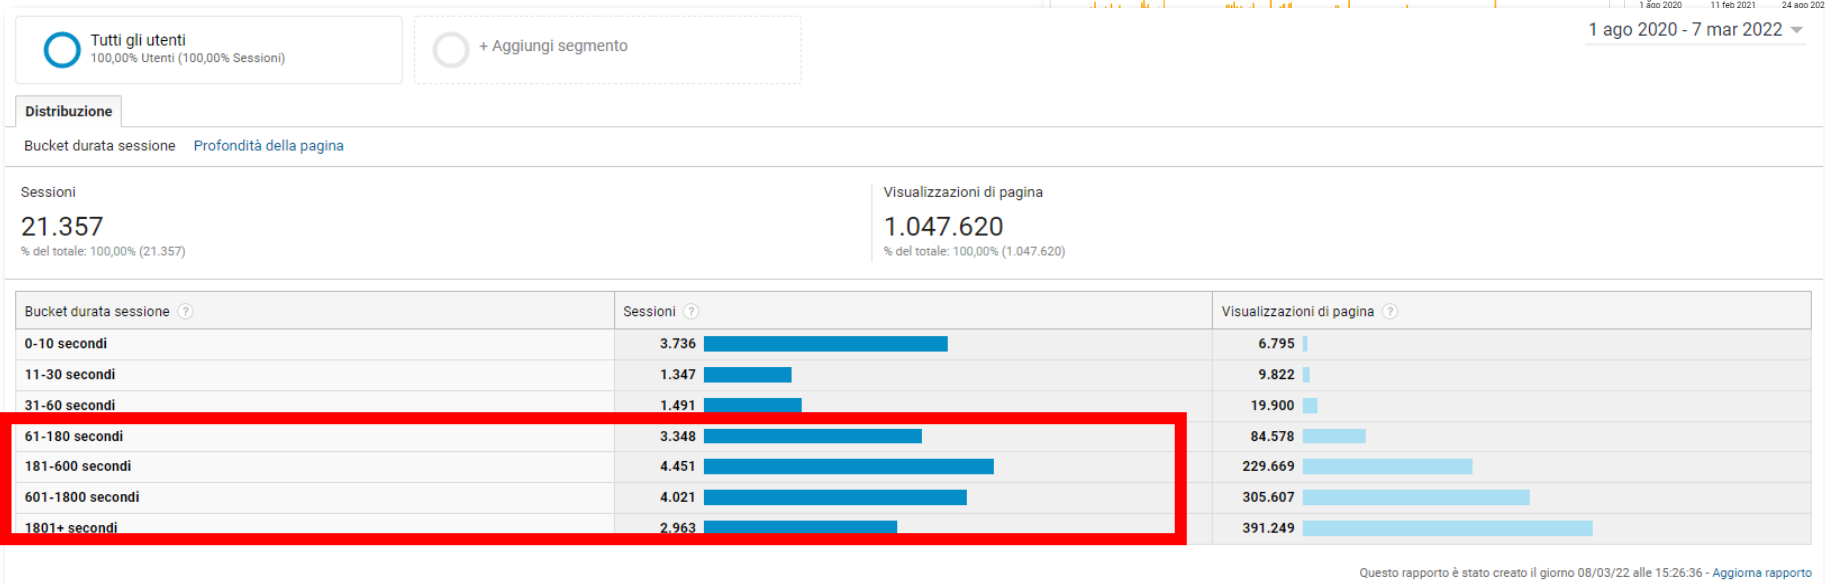 1 ago 2020 11 feb 2021 24 ago 202
Tutti gli utenti
100,00% Utenti (100,00% Sessioni)
+ Aggiungi segmento
1 ago 2020 - 7 mar 2022
Distribuzione
Bucket durata sessione Profondità della pagina
Sessioni Visualizzazioni di pagina
21.357 1.047.620
% del totale: 100,00% (21.357) % del totale: 100,00% (1.047.620)
Bucket durata sessione ? Sessioni ? Visualizzazioni di pagina ?
0-10 secondi 3.736 6.795
11-30 secondi 1.347 9.822
31-60 secondi 1.491 19.900
61-180 secondi 3.348 84.578
181-600 secondi 4.451 229.669
601-1800 secondi 4.021 305.607
1801+ secondi 2.963 391.249
Questo rapporto è stato creato il giorno 08/03/22 alle 15:26:36 - Aggiorna rapporto